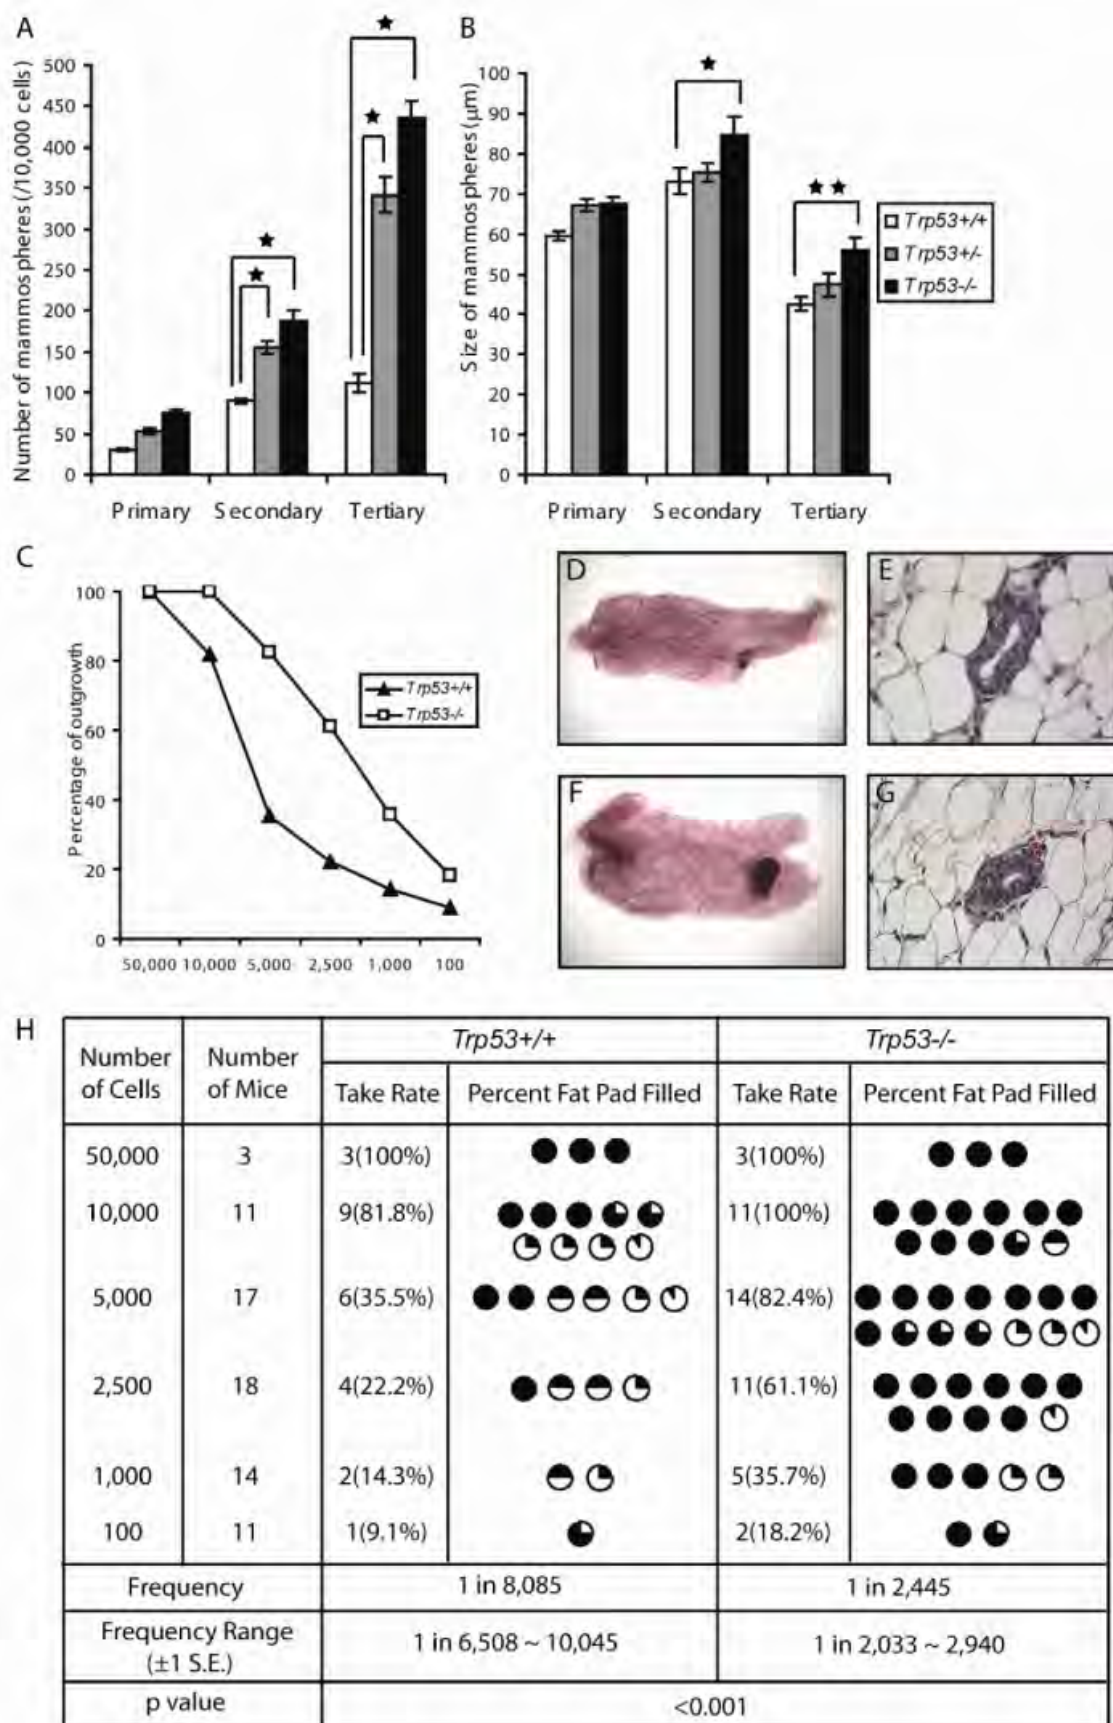 A
Number of mammospheres (/10,000 cells)
500
450
400
350
300
250
200
150
100
50
0
Primary Secondary Tertiary
B
Size of mammospheres (μm)
100
90
80
70
60
50
40
30
20
10
0
Primary Secondary Tertiary
Trp53+/+
Trp53+/-
Trp53-/-
C
Percentage of outgrowth
100
80
60
40
20
0
50,000 10,000 5,000 2,500 1,000 100
Trp53+/+
Trp53-/-
D
E
F
G
H
Number of Cells
Number of Mice
Trp53+/+
Trp53-/-
Take Rate Percent Fat Pad Filled Take Rate Percent Fat Pad Filled
50,000 3 3(100%) 3(100%)
10,000 11 9(81.8%) 11(100%)
5,000 17 6(35.5%) 14(82.4%)
2,500 18 4(22.2%) 11(61.1%)
1,000 14 2(14.3%) 5(35.7%)
100 11 1(9.1%) 2(18.2%)
Frequency 1 in 8,085 1 in 2,445
Frequency Range
(±1 S.E.) 1 in 6,508 ~ 10,045 1 in 2,033 ~ 2,940
p value <0.001